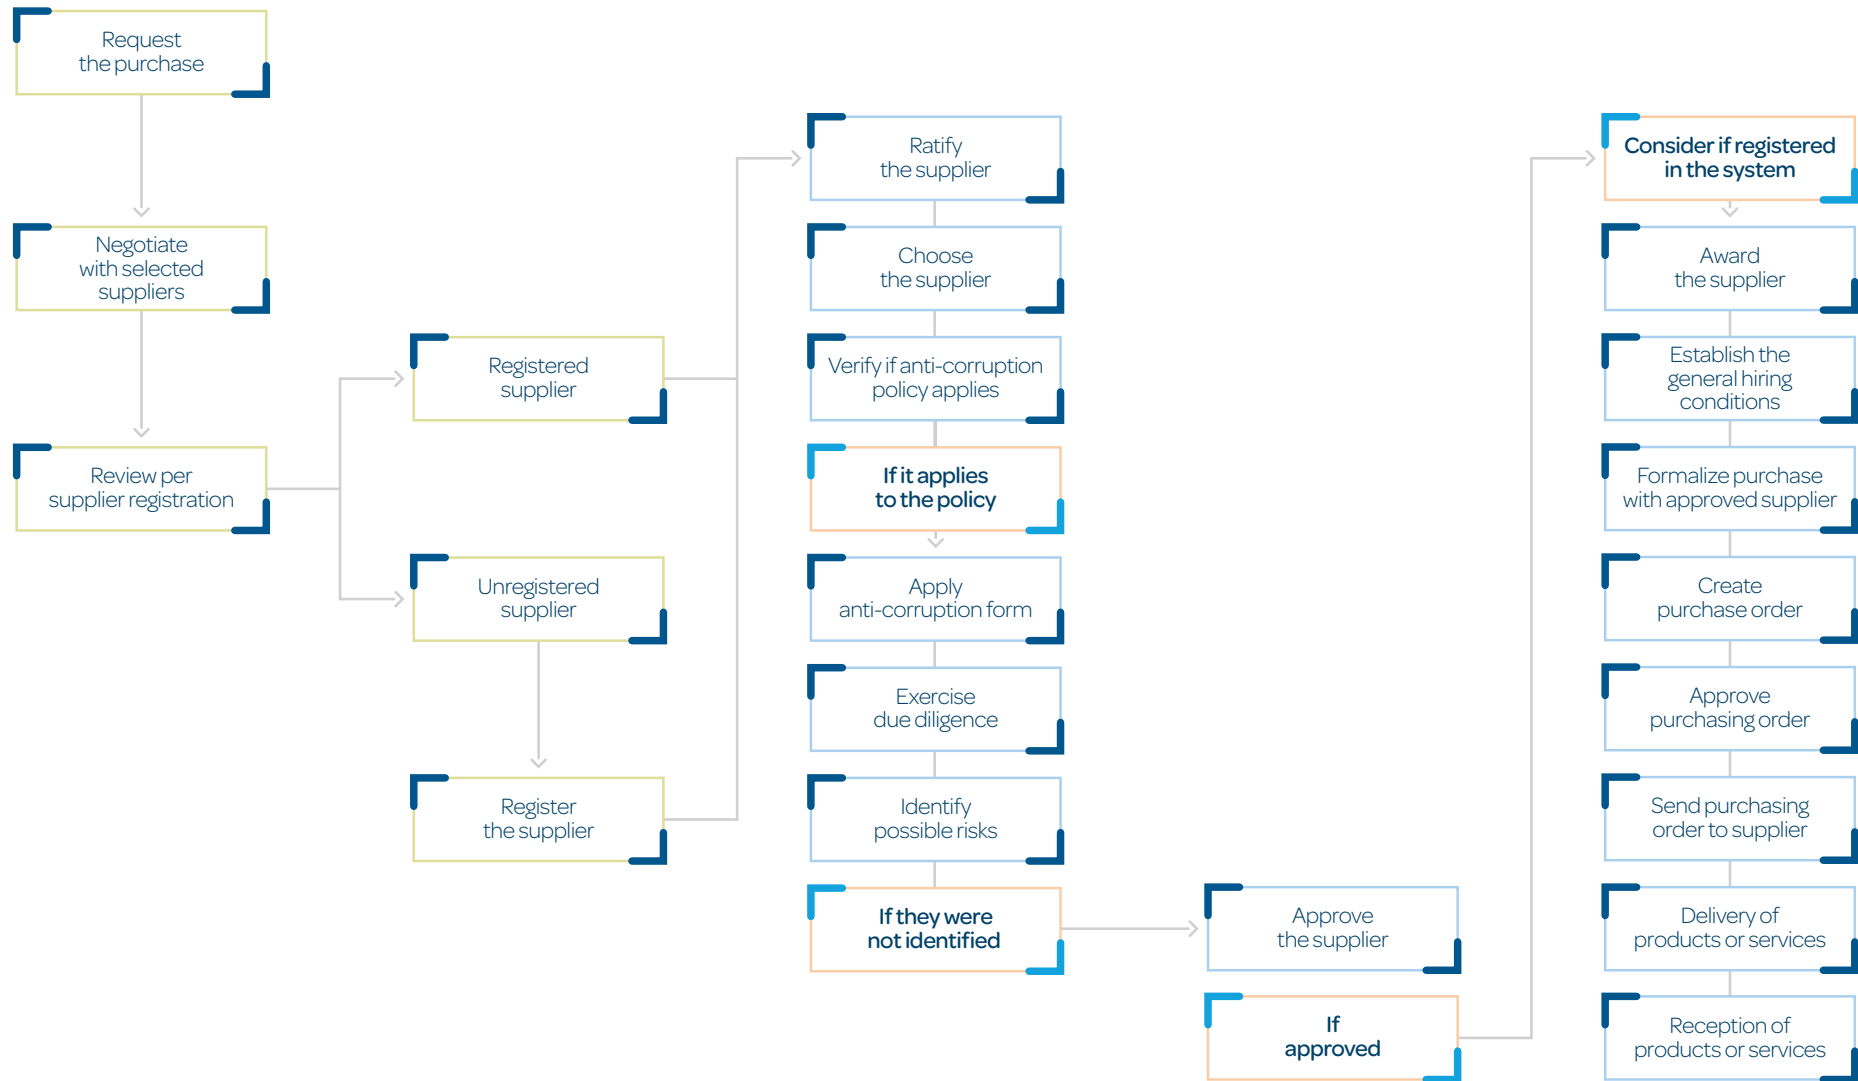 Request
the purchase
Negotiate
with selected
suppliers
Review per
supplier registration
Registered
supplier
Unregistered
supplier
Register
the supplier
Ratify
the supplier
Choose
the supplier
Verify if anti-corruption
policy applies
If it applies
to the policy
Apply
anti-corruption form
Exercise
due diligence
Identify
possible risks
If they were
not identified
Approve
the supplier
If
approved
Consider if registered
in the system
Award
the supplier
Establish the
general hiring
conditions
Formalize purchase
with approved supplier
Create
purchase order
Approve
purchasing order
Send purchasing
order to supplier
Delivery of
products or services
Reception of
products or services